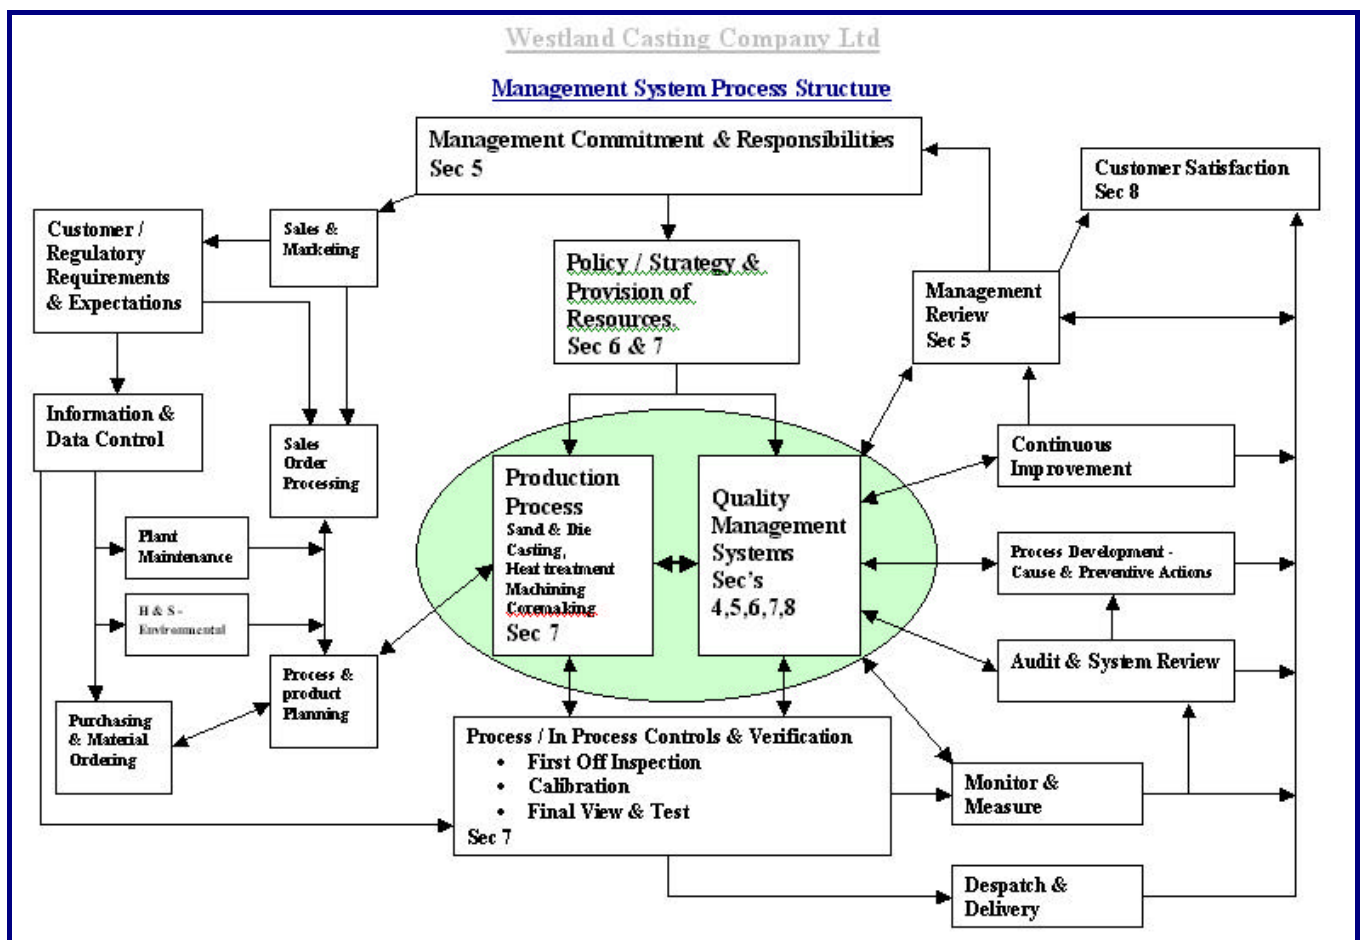 Westland Casting Company Ltd
Management System Process Structure
Management Commitment & Responsibilities
Sec 5
Customer Satisfaction
Sec 8
Customer /
Regulatory
Requirements
& Expectations
Sales &
Marketing
Policy / Strategy &
Provision of
Resources.
Sec 6 & 7
Management
Review
Sec 5
Information &
Data Control
Sales
Order
Processing
Production
Process
Sand & Die
Casting,
Heat treatment
Machining
Coremaking
Sec 7
Quality
Management
Systems
Sec's
4,5,6,7,8
Continuous
Improvement
Plant
Maintenance
Process Development -
Cause & Preventive Actions
H & S -
Environmental
Process &
product
Planning
Audit & System Review
Purchasing
& Material
Ordering
Process / In Process Controls & Verification
• First Off Inspection
• Calibration
• Final View & Test
Sec 7
Monitor &
Measure
Despatch &
Delivery